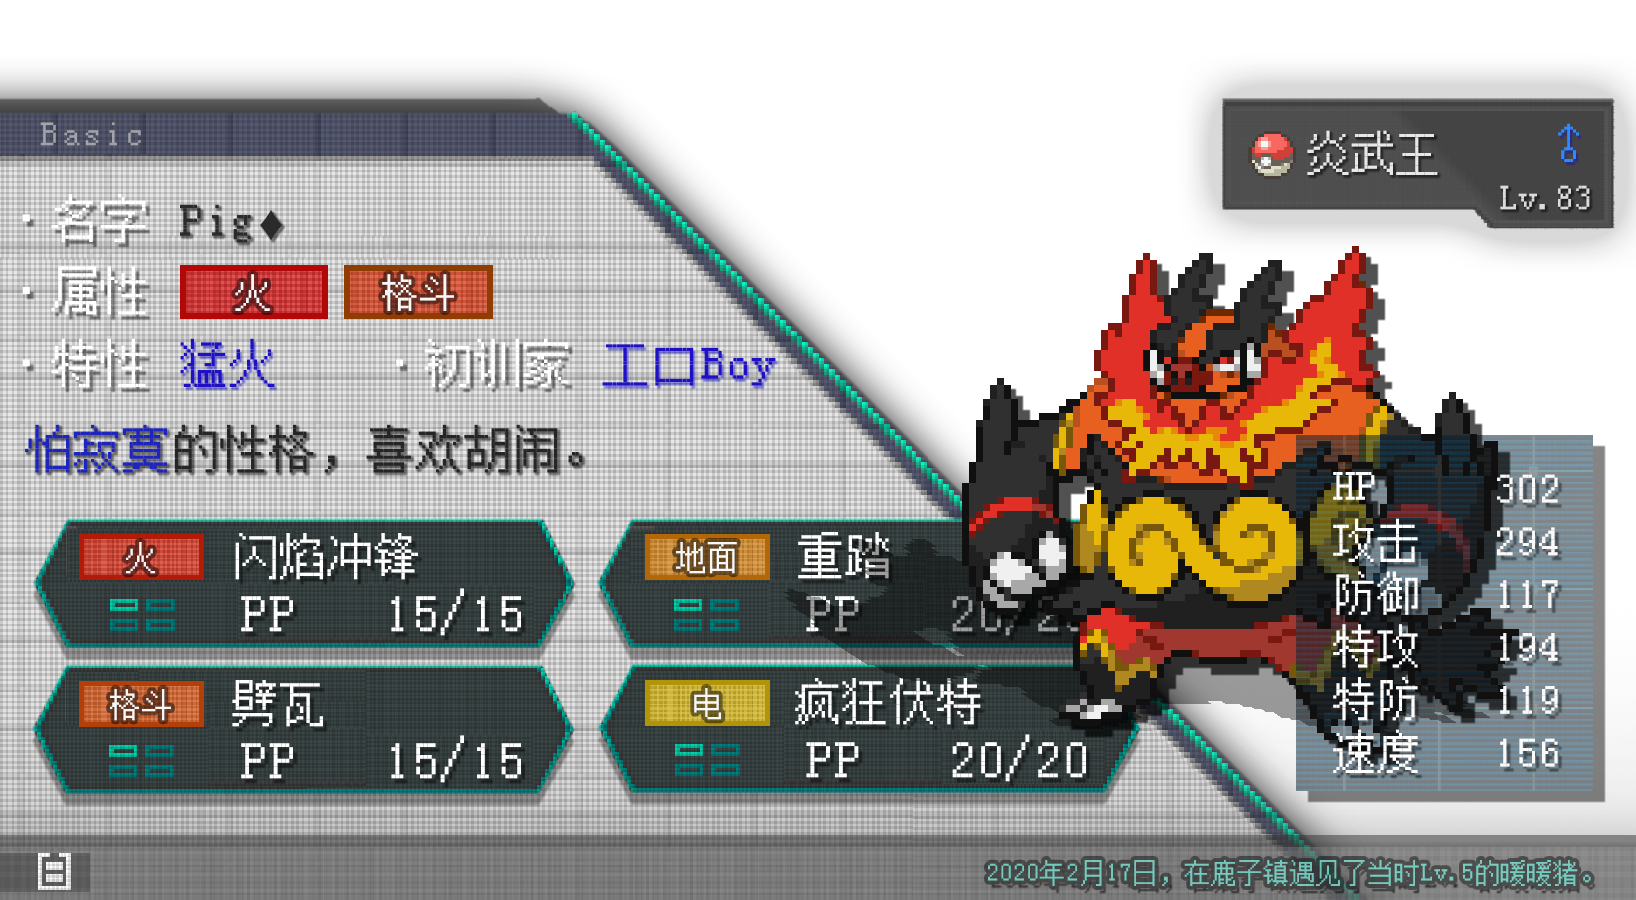 Basic
炎武王
Lv.83
·名字 Pig♦
·属性 火 格斗
·特性 猛火 ·初训家 工口Boy
怕寂寞的性格，喜欢胡闹。
火 闪焰冲锋
PP 15/15
地面 重踏
PP 20/20
格斗 劈瓦
PP 15/15
电 疯狂伏特
PP 20/20
HP 302
攻击 294
防御 117
特攻 194
特防 119
速度 156
2020年2月17日，在鹿子镇遇见了当时Lv.5的暖暖猪。